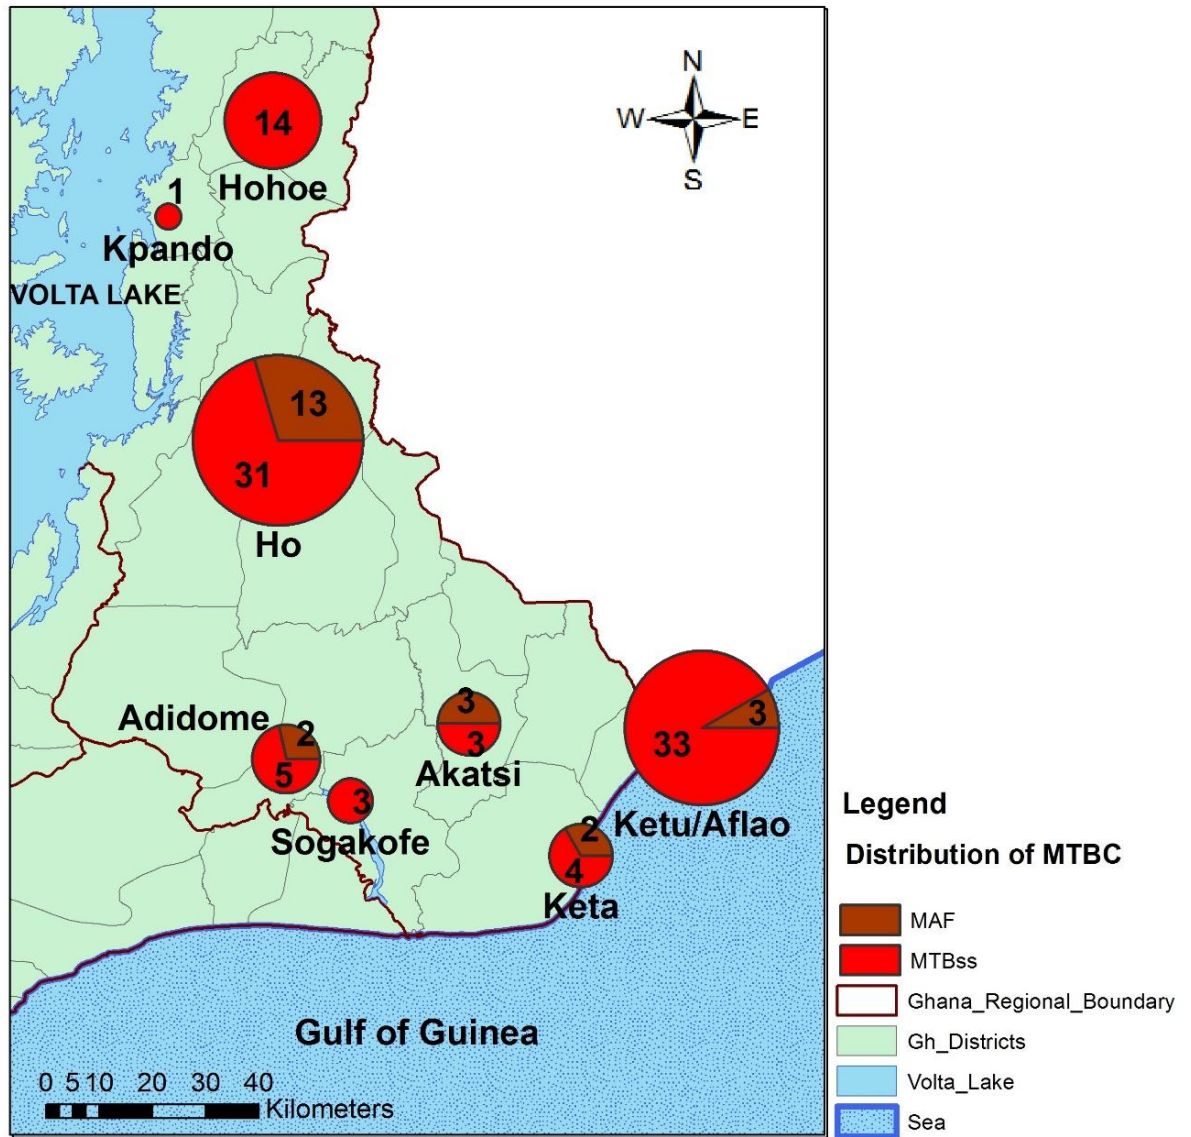 N
W E
S
14
Hohoe
1
Kpando
VOLTA LAKE
13
31
Ho
Adidome
2
5
3
3
Akatsi
3
Sogakofe
3
33
Ketu/Aflao
2
4
Keta
Gulf of Guinea
0 5 10 20 30 40
Kilometers
Legend
Distribution of MTBC
MAF
MTBss
Ghana_Regional_Boundary
Gh_Districts
Volta_Lake
Sea